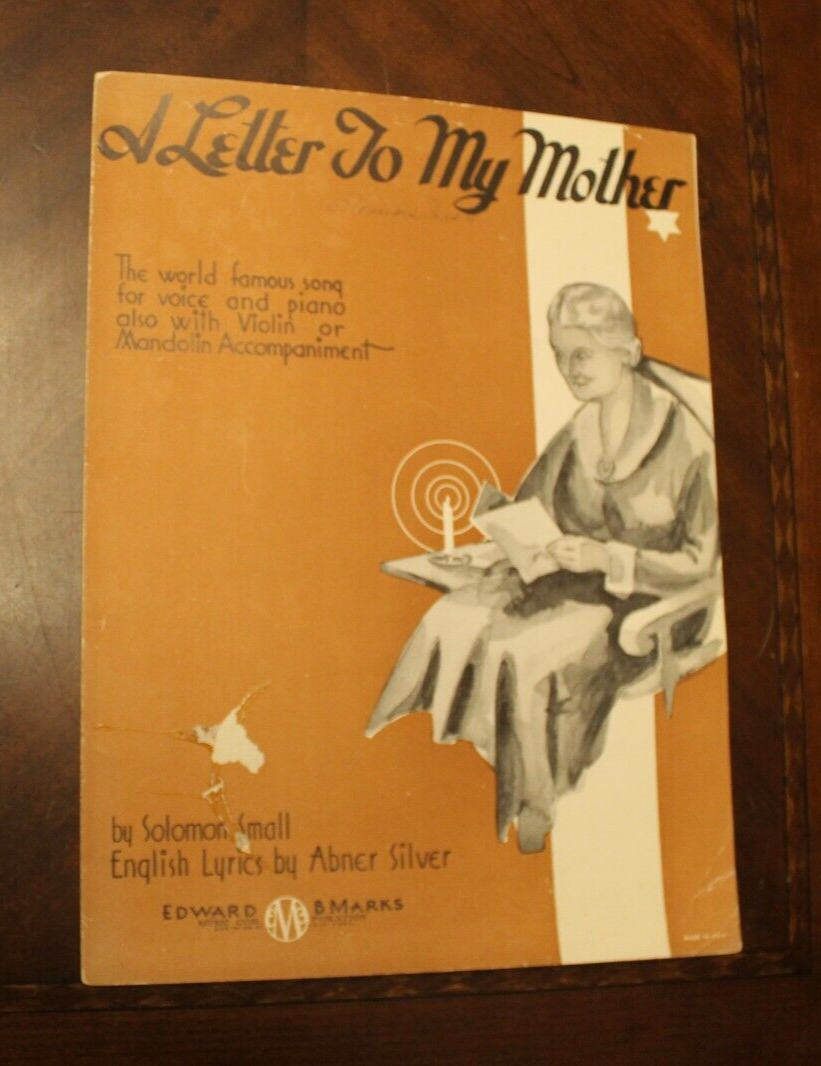 A Letter To My Mother
The world famous song
for voice and piano
also with Violin or
Mandolin Accompaniment
by Solomon Small
English Lyrics by Abner Silver
EDWARD B MARKS